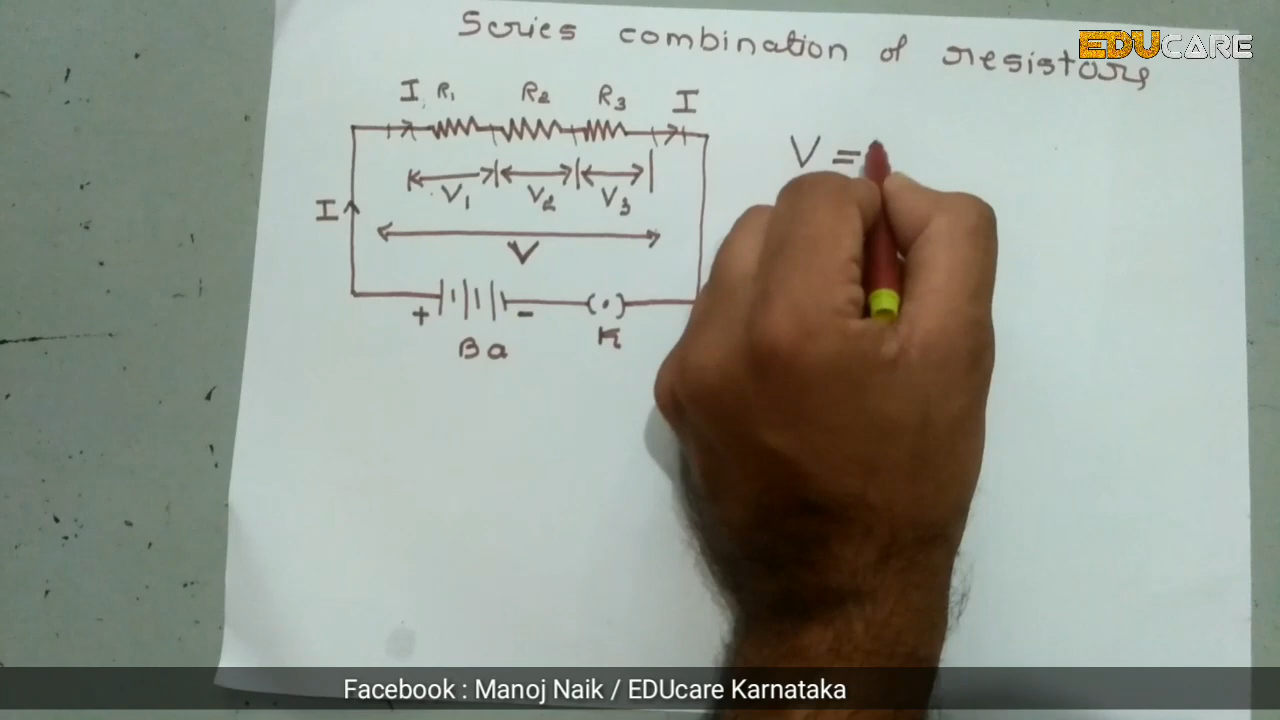 Series combination of resistors
EDUCARE
I R1 R2 R3 I
V =
I
V1 V2 V3
V
+ - K
Ba
Facebook : Manoj Naik / EDUcare Karnataka